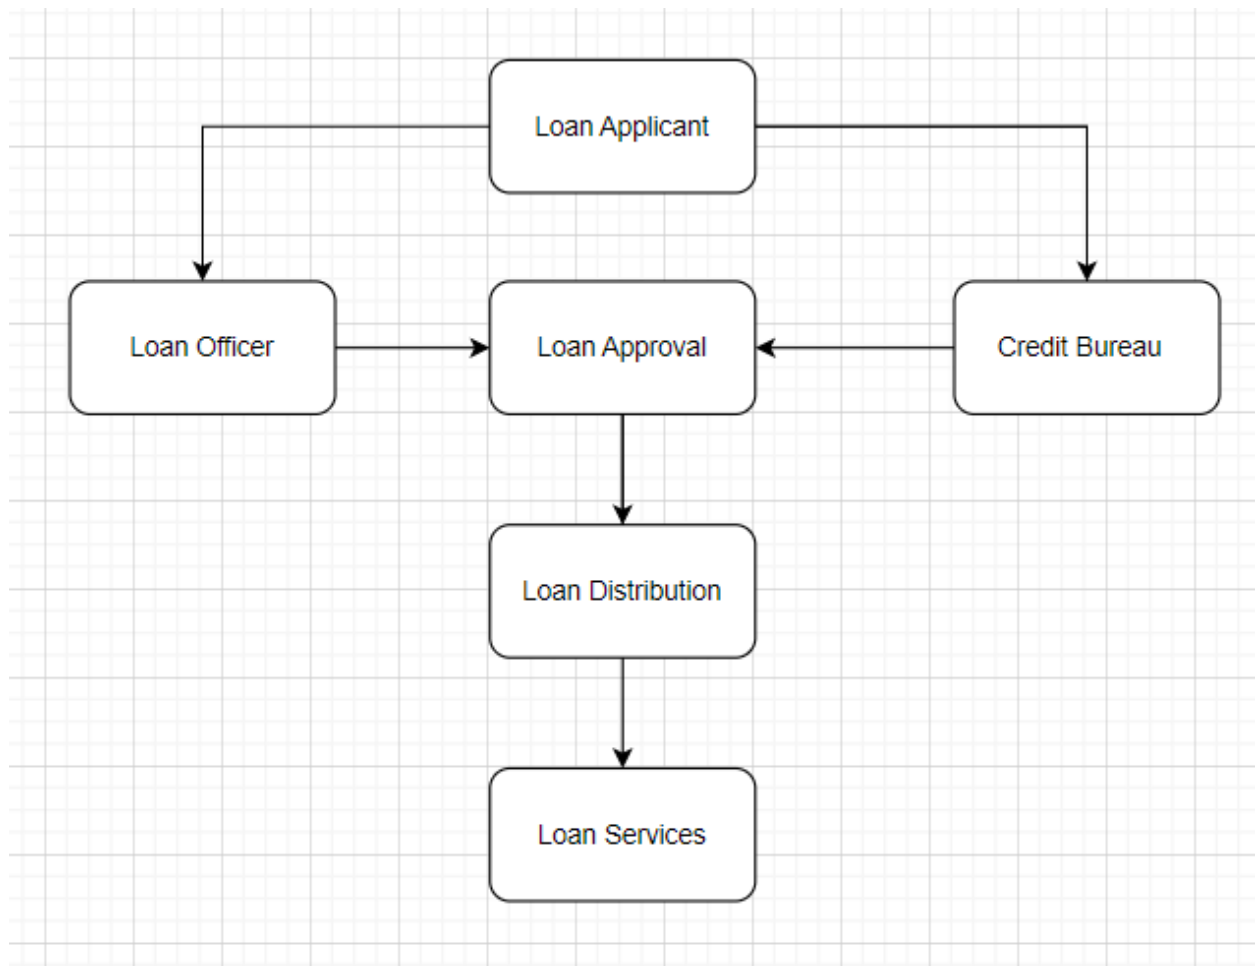 Loan Applicant
Loan Officer
Loan Approval
Credit Bureau
Loan Distribution
Loan Services